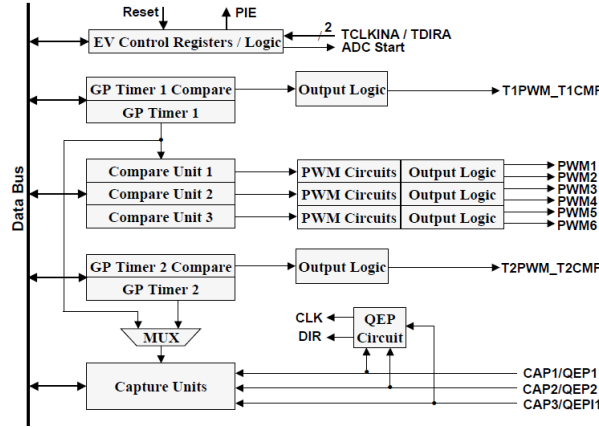 Reset
PIE
2
TCLKINA / TDIRA
EV Control Registers / Logic
ADC Start
GP Timer 1 Compare
Output Logic
T1PWM_T1CMP
GP Timer 1
Data Bus
Compare Unit 1
PWM Circuits
Output Logic
PWM1
PWM2
Compare Unit 2
PWM Circuits
Output Logic
PWM3
PWM4
Compare Unit 3
PWM Circuits
Output Logic
PWM5
PWM6
GP Timer 2 Compare
Output Logic
T2PWM_T2CMP
GP Timer 2
CLK
QEP
DIR
Circuit
MUX
Capture Units
CAP1/QEP1
CAP2/QEP2
CAP3/QEPI1